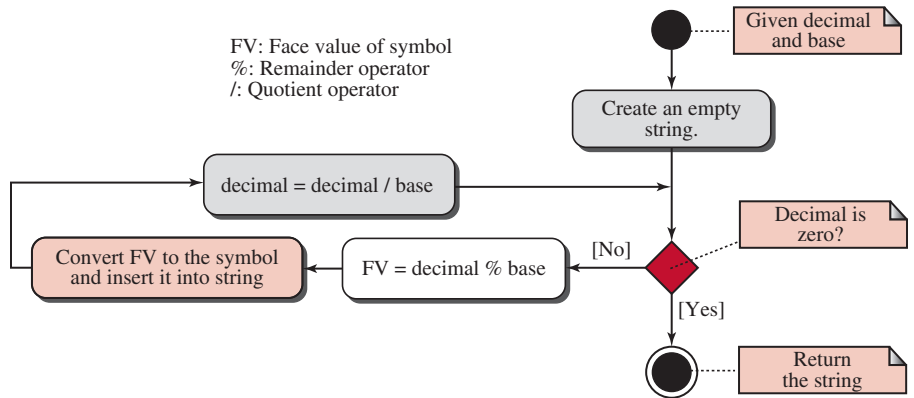 Given decimal
and base
FV: Face value of symbol
%: Remainder operator
/: Quotient operator
Create an empty
string.
decimal = decimal / base
Decimal is
zero?
[No]
Convert FV to the symbol
and insert it into string
FV = decimal % base
[Yes]
Return
the string